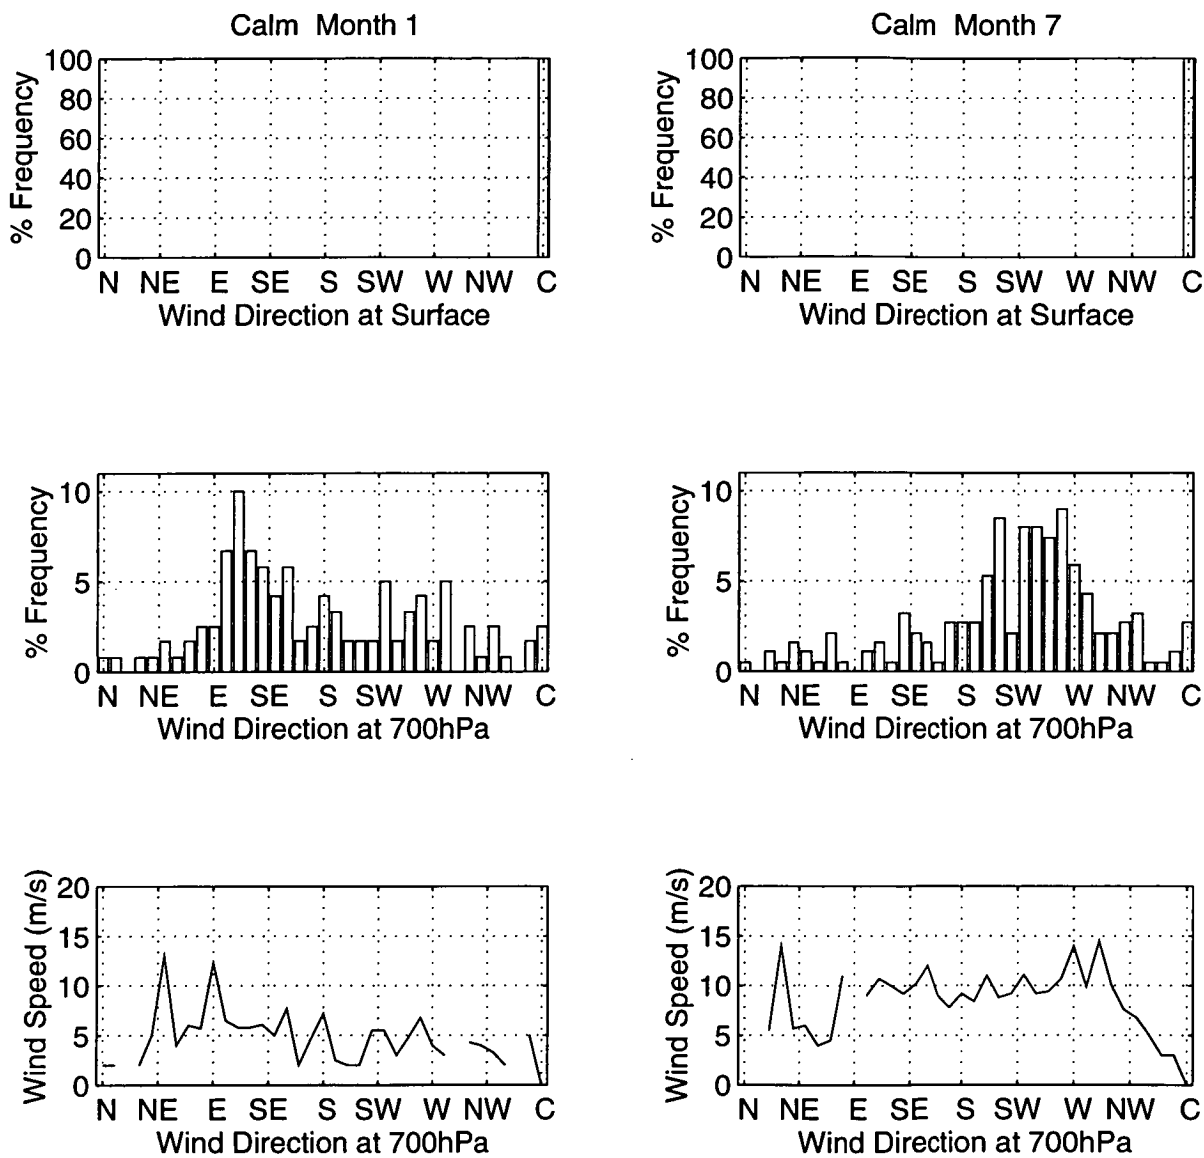 Calm Month 1
% Frequency
100
80
60
40
20
0
N NE E SE S SW W NW C
Wind Direction at Surface
Calm Month 7
% Frequency
100
80
60
40
20
0
N NE E SE S SW W NW C
Wind Direction at Surface
% Frequency
10
5
0
N NE E SE S SW W NW C
Wind Direction at 700hPa
% Frequency
10
5
0
N NE E SE S SW W NW C
Wind Direction at 700hPa
Wind Speed (m/s)
20
15
10
5
0
N NE E SE S SW W NW C
Wind Direction at 700hPa
Wind Speed (m/s)
20
15
10
5
0
N NE E SE S SW W NW C
Wind Direction at 700hPa